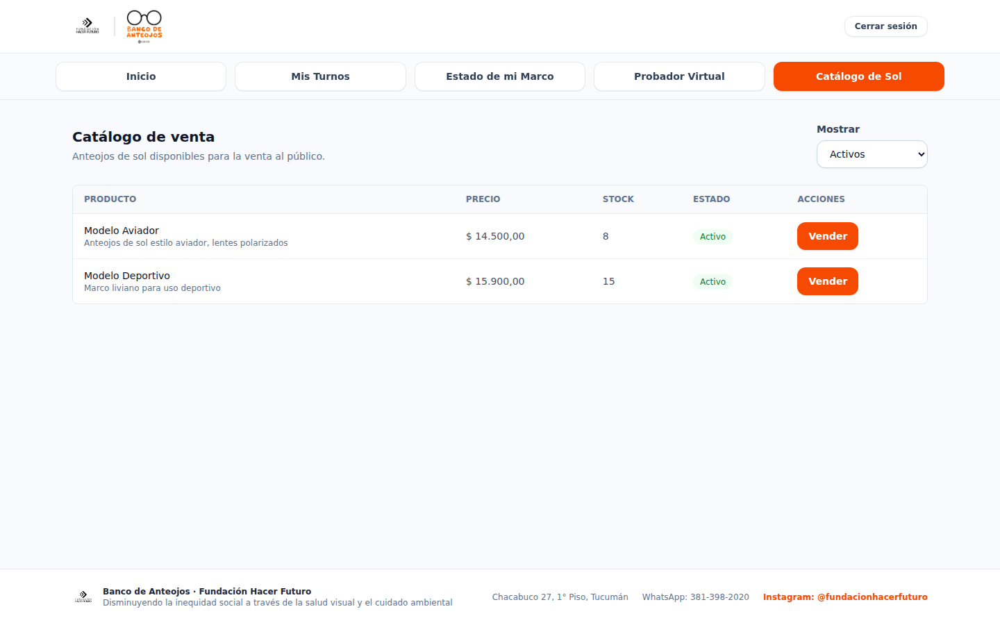 FUNDACIÓN
HACER FUTURO
BANCO DE
ANTEOJOS
Cerrar sesión
Inicio
Mis Turnos
Estado de mi Marco
Probador Virtual
Catálogo de Sol
Catálogo de venta
Anteojos de sol disponibles para la venta al público.
Mostrar
Activos
PRODUCTO PRECIO STOCK ESTADO ACCIONES
Modelo Aviador
Anteojos de sol estilo aviador, lentes polarizados
$ 14.500,00 8 Activo Vender
Modelo Deportivo
Marco liviano para uso deportivo
$ 15.900,00 15 Activo Vender
FUNDACIÓN
HACER FUTURO
Banco de Anteojos · Fundación Hacer Futuro
Disminuyendo la inequidad social a través de la salud visual y el cuidado ambiental
Chacabuco 27, 1° Piso, Tucumán WhatsApp: 381-398-2020 Instagram: @fundacionhacerfuturo